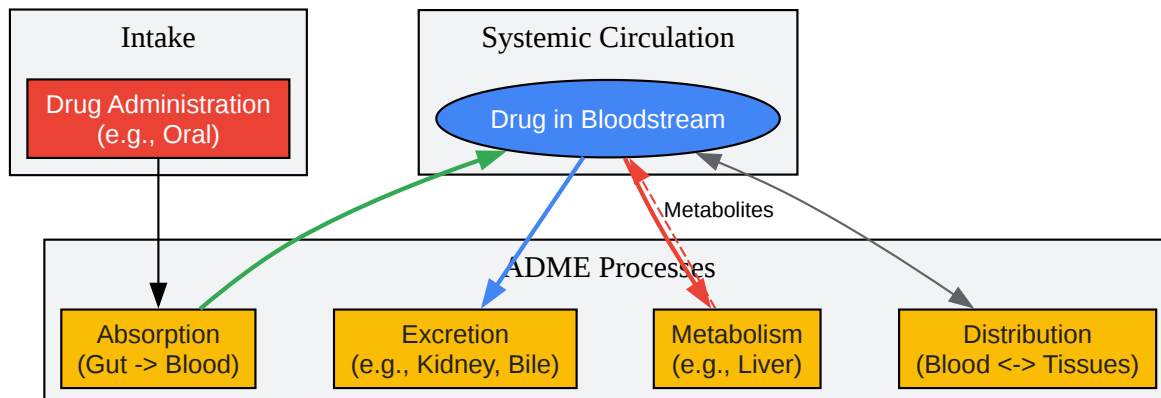 Intake
Systemic Circulation
Drug Administration
(e.g., Oral)
Drug in Bloodstream
Metabolites
ADME Processes
Absorption
(Gut -> Blood)
Excretion
(e.g., Kidney, Bile)
Metabolism
(e.g., Liver)
Distribution
(Blood <-> Tissues)